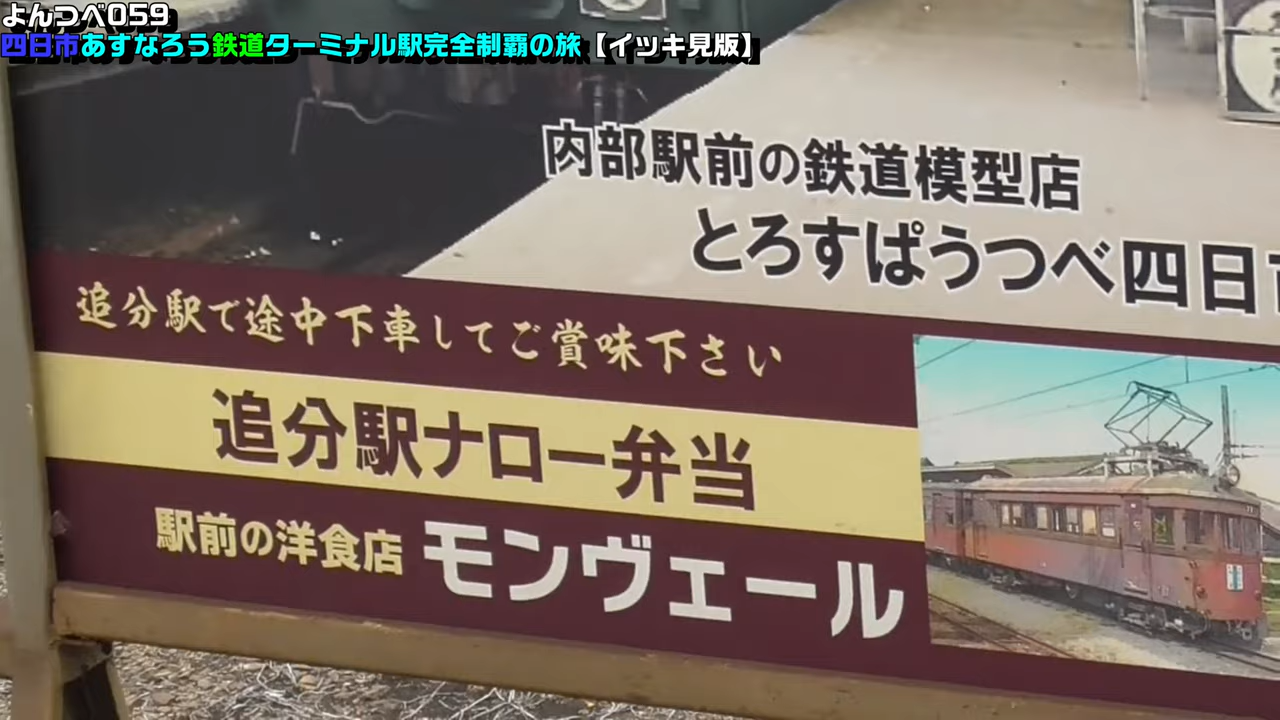 よんつべ059
四日市あすなろう鉄道ターミナル駅完全制覇の旅【イッキ見版】
内部駅前の鉄道模型店
とろすぱうつべ四日市
追分駅で途中下車してご賞味下さい
追分駅ナロー弁当
駅前の洋食店 モンヴェール